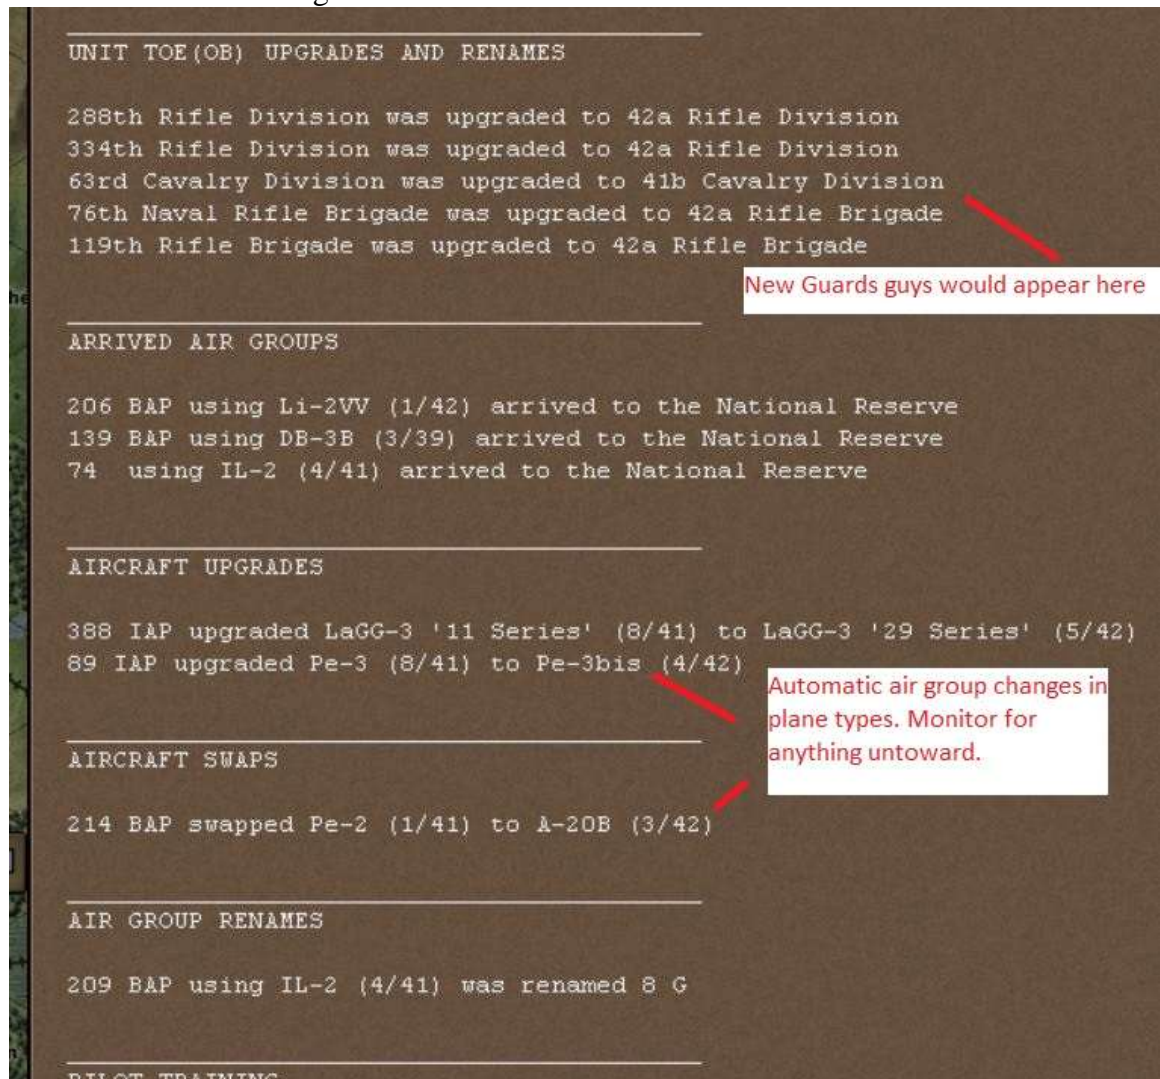 UNIT TOE(OB) UPGRADES AND RENAMES
288th Rifle Division was upgraded to 42a Rifle Division
334th Rifle Division was upgraded to 42a Rifle Division
63rd Cavalry Division was upgraded to 41b Cavalry Division
76th Naval Rifle Brigade was upgraded to 42a Rifle Brigade
119th Rifle Brigade was upgraded to 42a Rifle Brigade
New Guards guys would appear here
ARRIVED AIR GROUPS
206 BAP using Li-2VV (1/42) arrived to the National Reserve
139 BAP using DB-3B (3/39) arrived to the National Reserve
74 using IL-2 (4/41) arrived to the National Reserve
AIRCRAFT UPGRADES
388 IAP upgraded LaGG-3 '11 Series' (8/41) to LaGG-3 '29 Series' (5/42)
89 IAP upgraded Pe-3 (8/41) to Pe-3bis (4/42)
Automatic air group changes in
plane types. Monitor for
anything untoward.
AIRCRAFT SWAPS
214 BAP swapped Pe-2 (1/41) to A-20B (3/42)
AIR GROUP RENAMES
209 BAP using IL-2 (4/41) was renamed 8 G
PILOT TRAINING